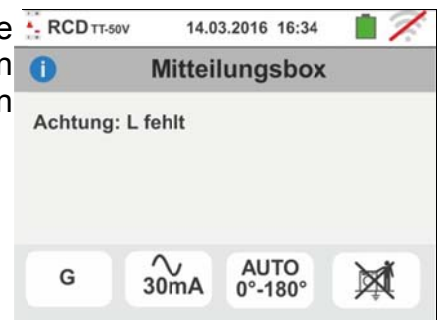 e
n
n
RCD TT-50V 14.03.2016 16:34
i Mitteilungsbox
Achtung: L fehlt
G
30mA
AUTO
0°-180°